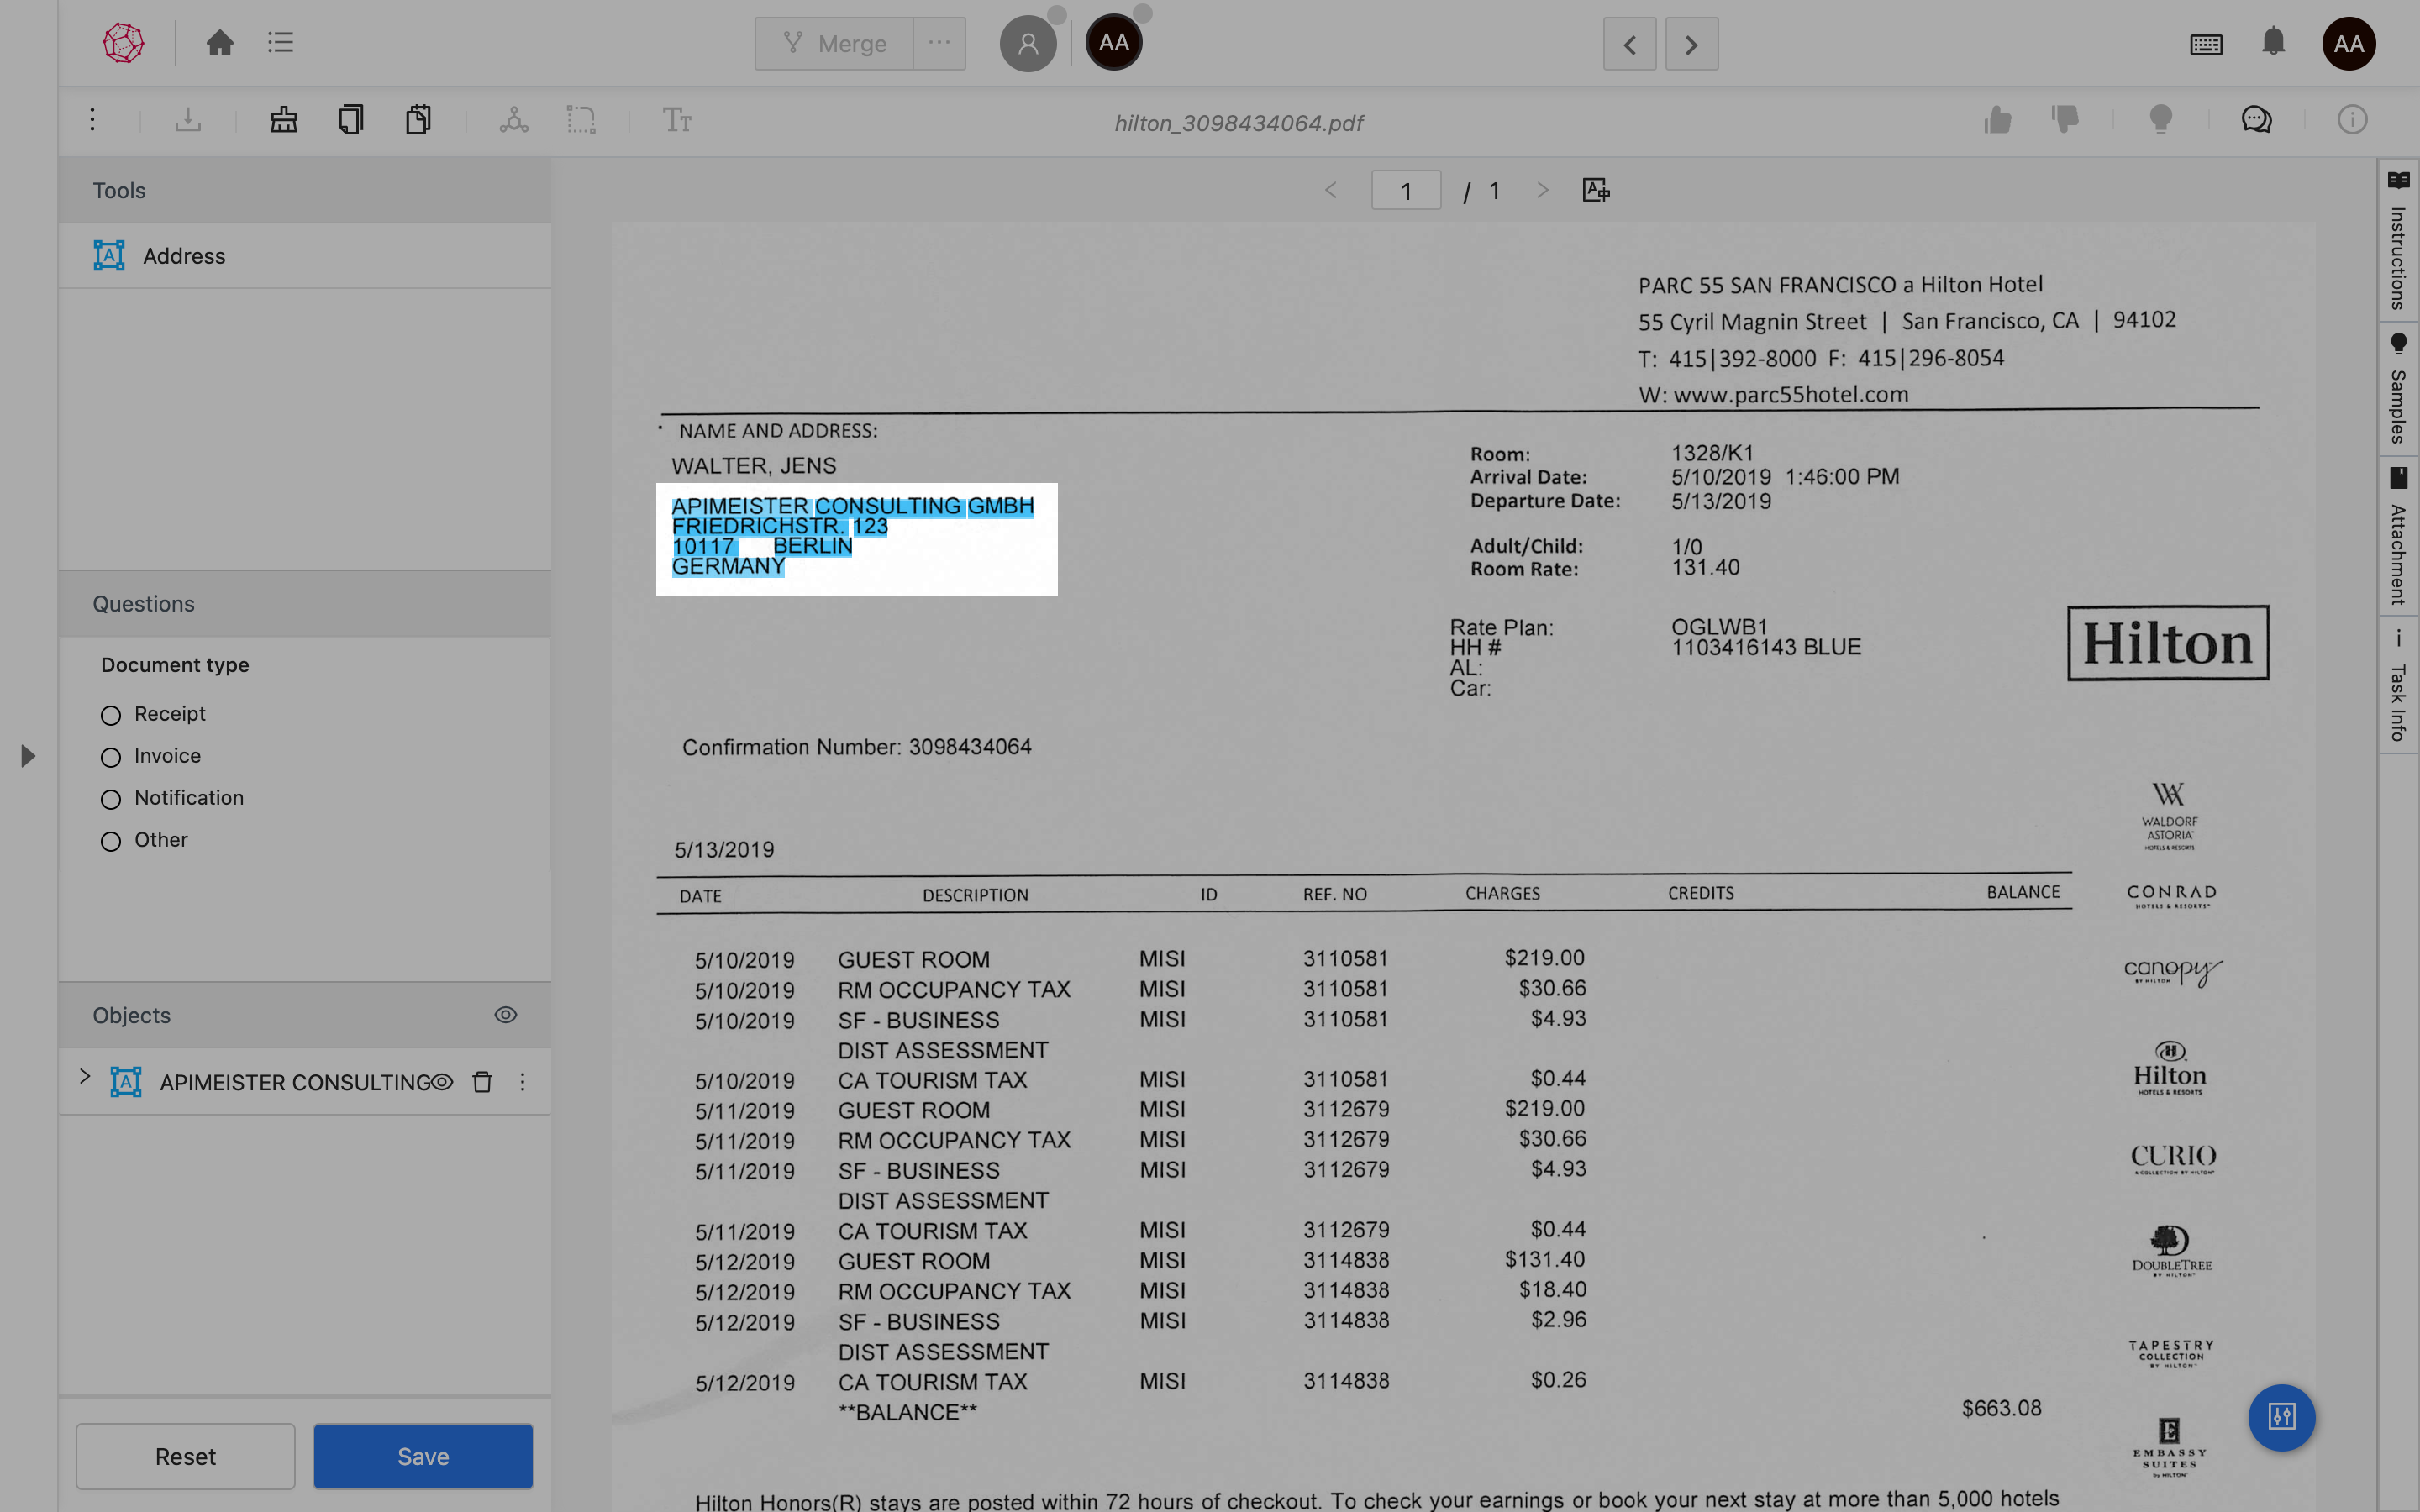 Merge
AA
AA
hilton_3098434064.pdf
Tools
Address
Questions
Document type
Receipt
Invoice
Notification
Other
Objects
APIMEISTER CONSULTING
Reset
Save
1 / 1
PARC 55 SAN FRANCISCO a Hilton Hotel
55 Cyril Magnin Street | San Francisco, CA | 94102
T: 415|392-8000 F: 415|296-8054
W: www.parc55hotel.com
NAME AND ADDRESS:
WALTER, JENS
APIMEISTER CONSULTING GMBH
FRIEDRICHSTR. 123
10117 BERLIN
GERMANY
Room: 1328/K1
Arrival Date: 5/10/2019 1:46:00 PM
Departure Date: 5/13/2019
Adult/Child: 1/0
Room Rate: 131.40
Rate Plan: OGLWB1
HH # 1103416143 BLUE
AL:
Car:
Hilton
Confirmation Number: 3098434064
5/13/2019
DATE DESCRIPTION ID REF. NO CHARGES CREDITS BALANCE
5/10/2019 GUEST ROOM MISI 3110581 $219.00
5/10/2019 RM OCCUPANCY TAX MISI 3110581 $30.66
5/10/2019 SF - BUSINESS MISI 3110581 $4.93
DIST ASSESSMENT
5/10/2019 CA TOURISM TAX MISI 3110581 $0.44
5/11/2019 GUEST ROOM MISI 3112679 $219.00
5/11/2019 RM OCCUPANCY TAX MISI 3112679 $30.66
5/11/2019 SF - BUSINESS MISI 3112679 $4.93
DIST ASSESSMENT
5/11/2019 CA TOURISM TAX MISI 3112679 $0.44
5/12/2019 GUEST ROOM MISI 3114838 $131.40
5/12/2019 RM OCCUPANCY TAX MISI 3114838 $18.40
5/12/2019 SF - BUSINESS MISI 3114838 $2.96
DIST ASSESSMENT
5/12/2019 CA TOURISM TAX MISI 3114838 $0.26
**BALANCE** $663.08
Hilton Honors(R) stays are posted within 72 hours of checkout. To check your earnings or book your next stay at more than 5,000 hotels
WALDORF
ASTORIA
HOTELS & RESORTS
CONRAD
HOTELS & RESORTS
canopy
BY HILTON
Hilton
HOTELS & RESORTS
CURIO
A COLLECTION BY HILTON
DOUBLETREE
BY HILTON
TAPESTRY
COLLECTION
BY HILTON
E
EMBASSY
SUITES
by HILTON
Instructions
Samples
Attachment
Task Info